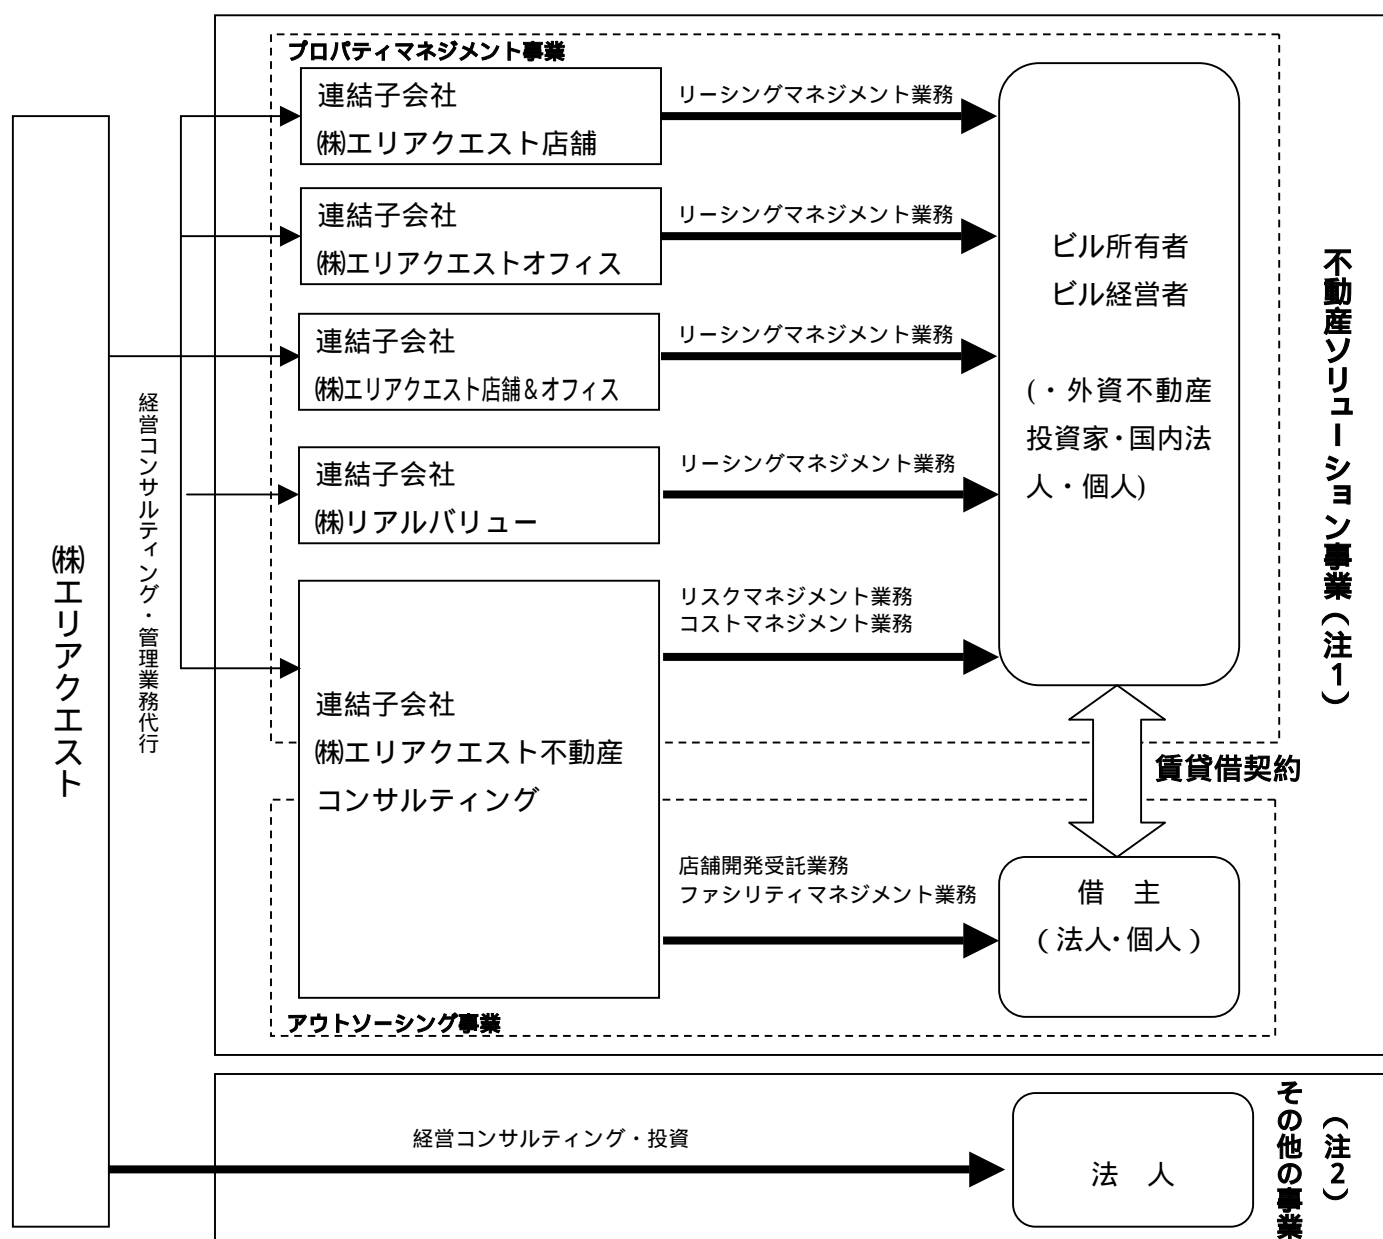 プロパティマネジメント事業
連結子会社
㈱エリアクエスト店舗
リーシングマネジメント業務
連結子会社
㈱エリアクエストオフィス
リーシングマネジメント業務
連結子会社
㈱エリアクエスト店舗＆オフィス
リーシングマネジメント業務
連結子会社
㈱リアルバリュー
リーシングマネジメント業務
連結子会社
㈱エリアクエスト不動産
コンサルティング
リスクマネジメント業務
コストマネジメント業務
店舗開発受託業務
ファシリティマネジメント業務
アウトソーシング事業
ビル所有者
ビル経営者
(・外資不動産
投資家・国内法
人・個人)
賃貸借契約
借　主
（法人・個人）
㈱エリアクエスト
経営コンサルティング・管理業務代行
不動産ソリューション事業（注１）
経営コンサルティング・投資
法　人
その他の事業
（注２）